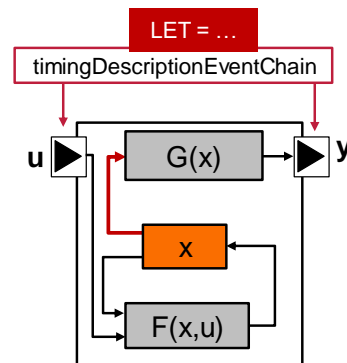 LET = …
timingDescriptionEventChain
u
y
G(x)
x
F(x,u)